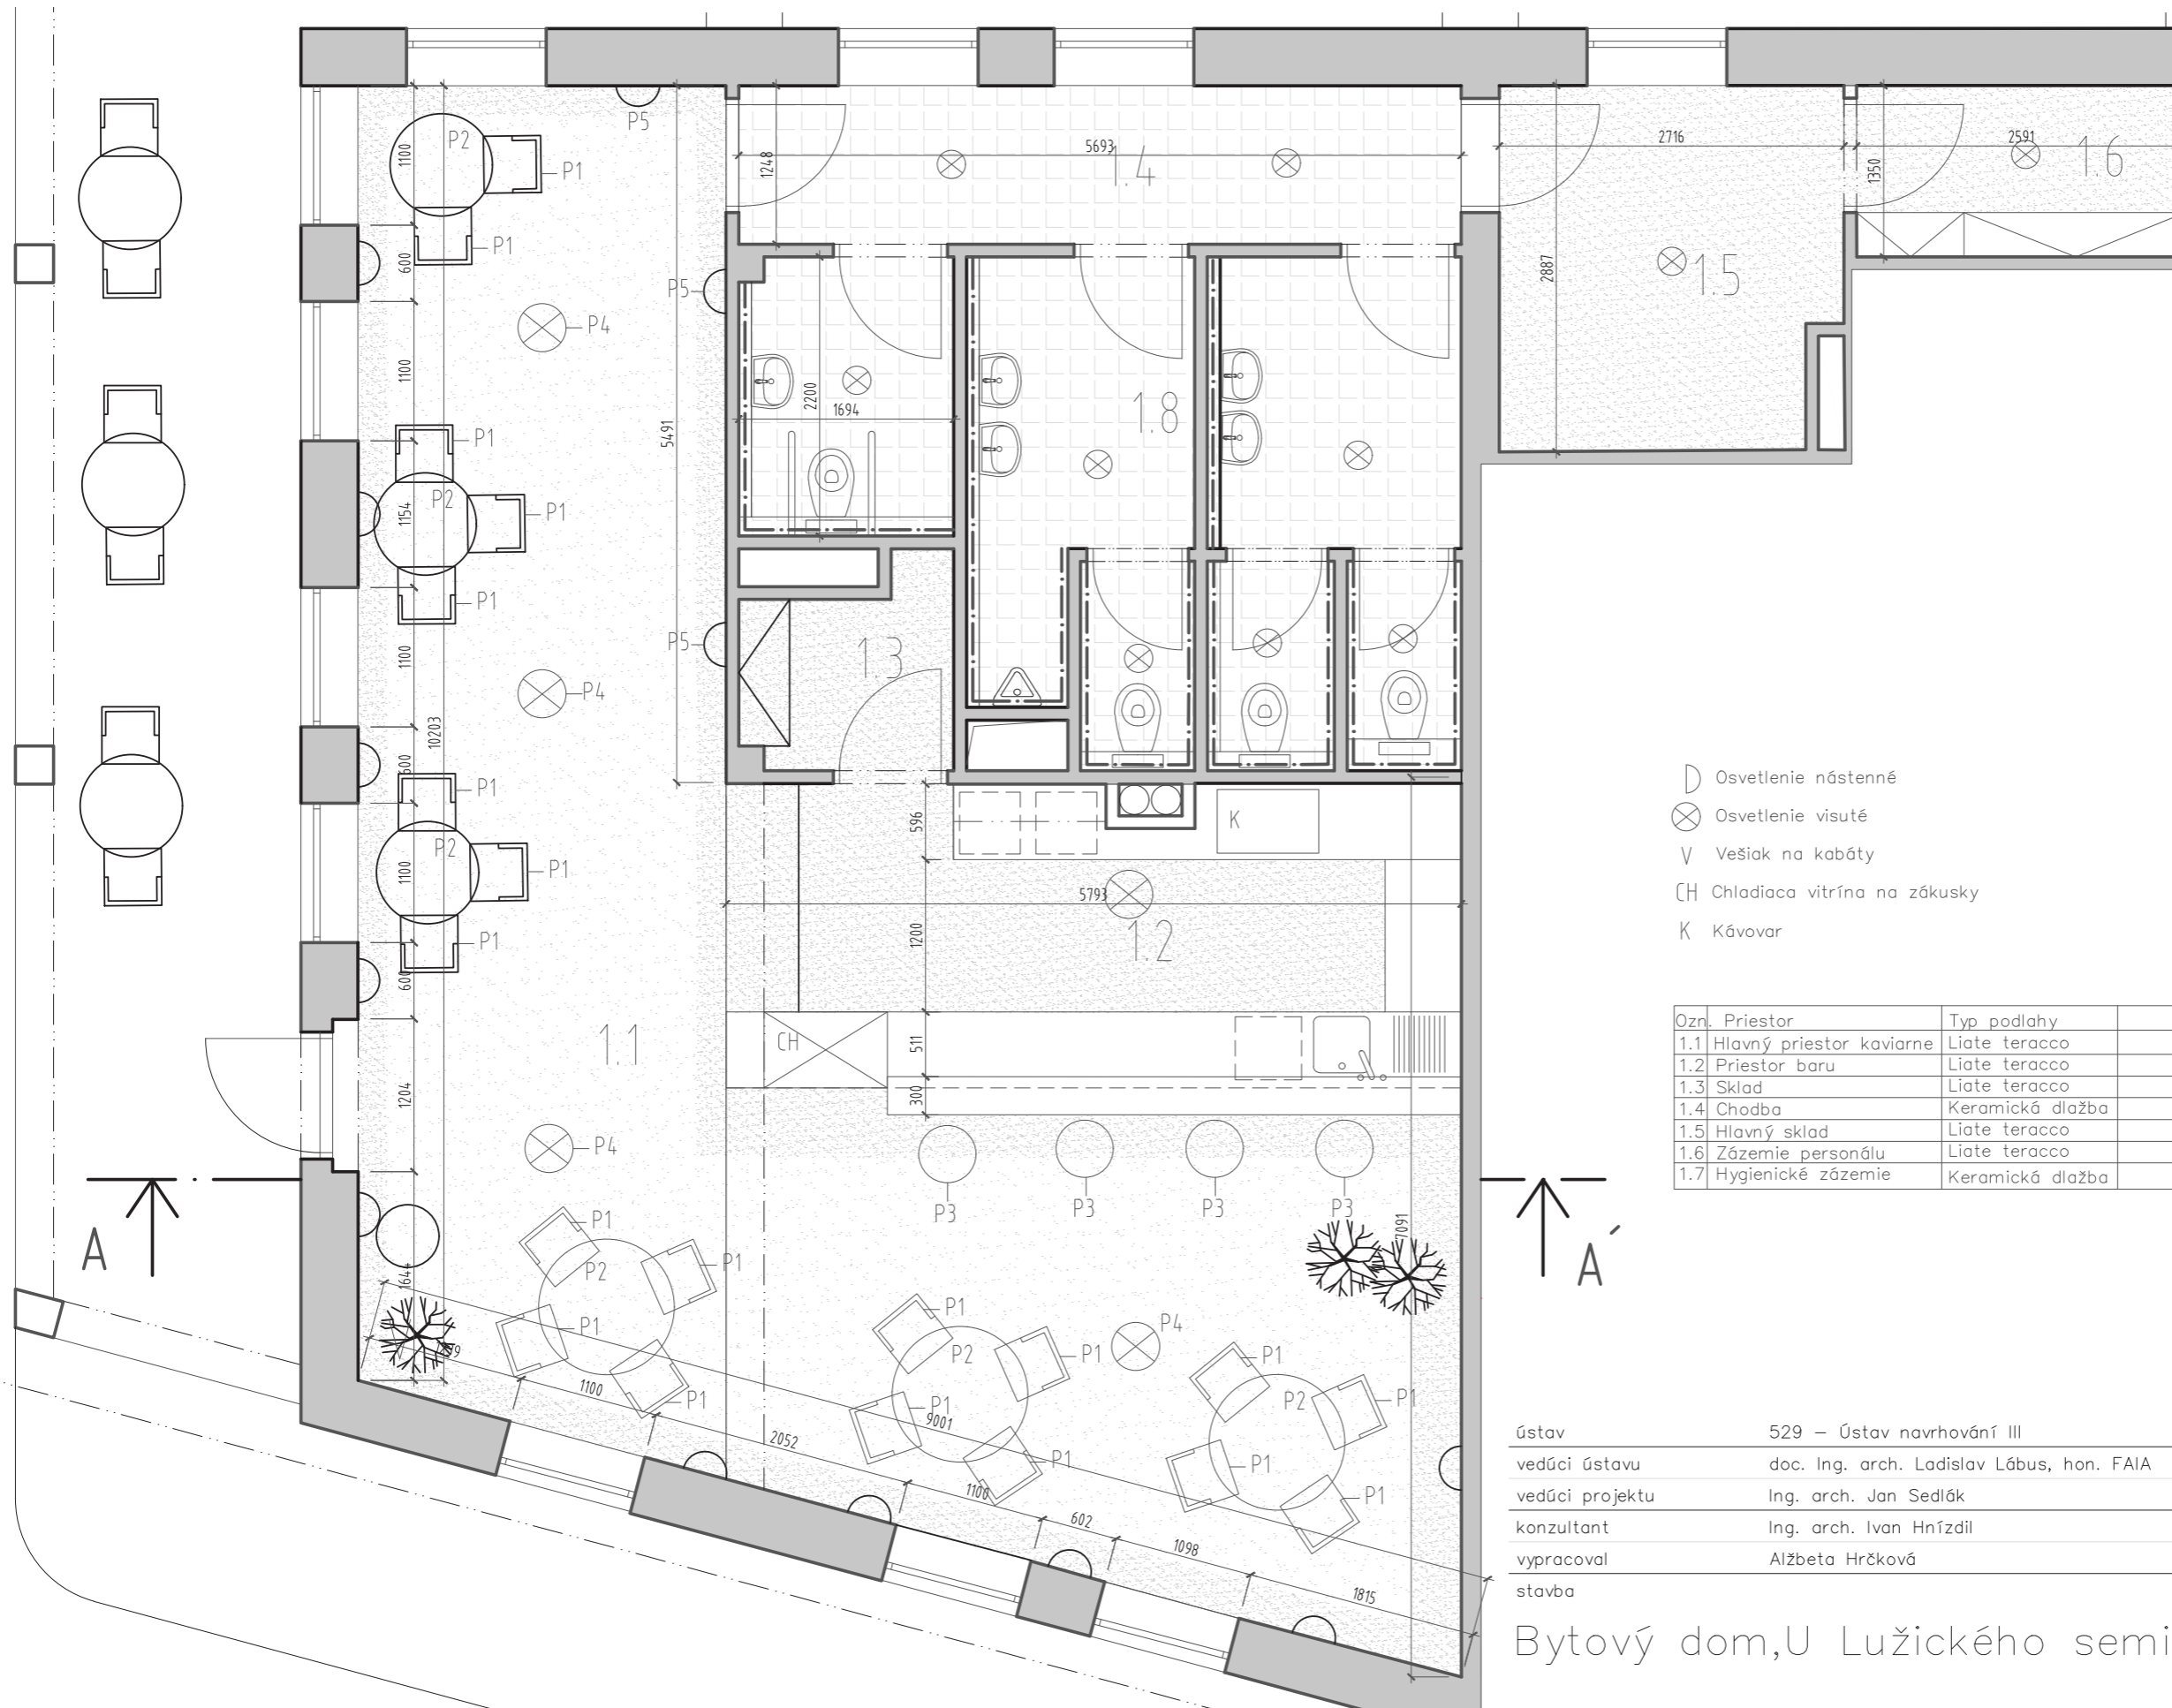 P5
P2
P1
P1
1100
600
1100
1154
1100
10203
600
1100
600
1204
1248
5693
1.4
2716
2591
1.6
1350
2887
1.5
P5
P4
5491
2200
1694
1.8
P1
P2
P1
P1
P5
P4
1.3
P1
P2
P1
P1
596
K
5793
1.2
1200
1.1
CH
511
300
P4
P3
P3
P3
P3
7091
A
A´
P1
P1
P2
P1
P1
1100
P1
P2
P1
P1
P1
P4
P1
P2
P1
P1
P1
9001
2052
1100
602
1098
1815
D Osvetlenie nástenné
Osvetlenie visuté
V Vešiak na kabáty
CH Chladiaca vitrína na zákusky
K Kávovar
Ozn. Priestor Typ podlahy
1.1 Hlavný priestor kaviarne Liate teracco
1.2 Priestor baru Liate teracco
1.3 Sklad Liate teracco
1.4 Chodba Keramická dlažba
1.5 Hlavný sklad Liate teracco
1.6 Zázemie personálu Liate teracco
1.7 Hygienické zázemie Keramická dlažba
ústav 529 – Ústav navrhování III
vedúci ústavu doc. Ing. arch. Ladislav Lábus, hon. FAIA
vedúci projektu Ing. arch. Jan Sedlák
konzultant Ing. arch. Ivan Hnízdil
vypracoval Alžbeta Hrčková
stavba
Bytový dom,U Lužického semi